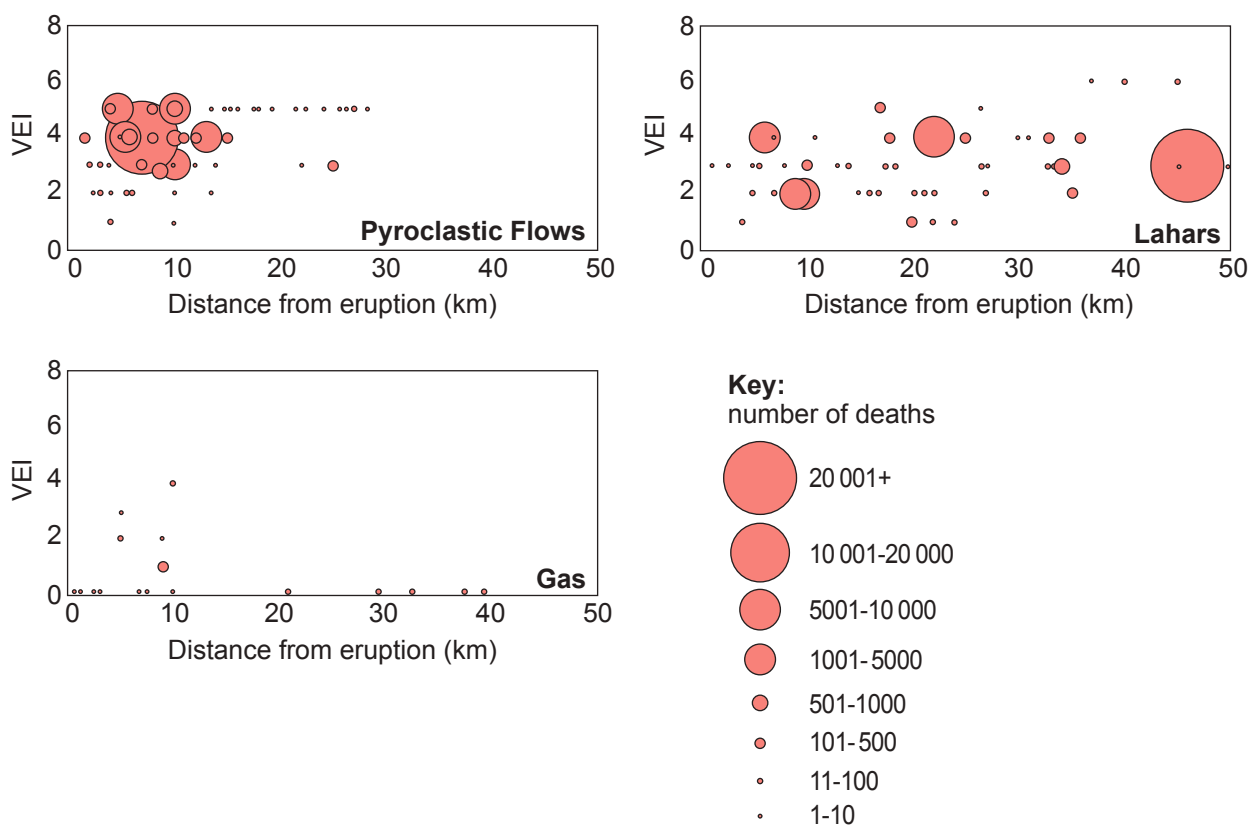 8
6
4
2
0
VEI
Pyroclastic Flows
0 10 20 30 40 50
Distance from eruption (km)
8
6
4
2
0
VEI
Lahars
0 10 20 30 40 50
Distance from eruption (km)
8
6
4
2
0
VEI
Gas
0 10 20 30 40 50
Distance from eruption (km)
Key:
number of deaths
20 001+
10 001-20 000
5001-10 000
1001-5000
501-1000
101-500
11-100
1-10